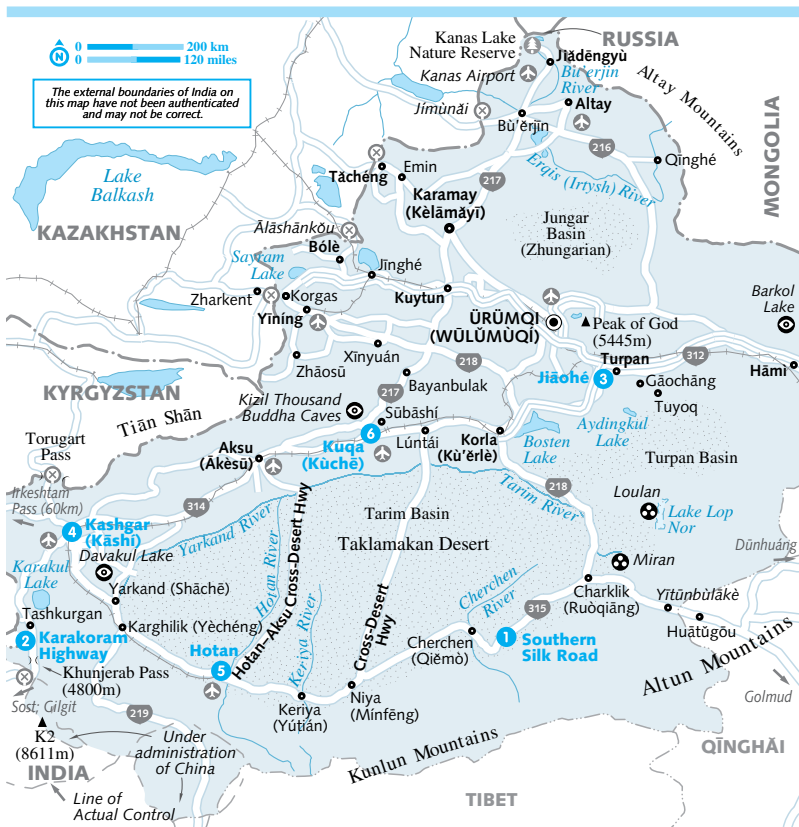 0 200 km
0 120 miles
N
The external boundaries of India on
this map have not been authenticated
and may not be correct.
Kanas Lake
Nature Reserve
RUSSIA
Jiǎdēngyù
Kanas Airport
Bu'erjin
River
Altay Mountains
Jímùnǎi
Altay
Bù'ěrjīn
216
Qīnghé
MONGOLIA
Lake
Balkash
Tǎchéng
Emin
217
Erqis (Irtysh) River
Karamay
(Kèlāmǎyī)
Jungar
Basin
(Zhungarian)
KAZAKHSTAN
Ālāshānkǒu
Bólè
Sayram
Lake
Jīnghé
Barkol
Lake
Zharkent
Korgas
Kuytun
Yīníng
ÜRÜMQI
(WŪLǓMÙQÍ)
Peak of God
(5445m)
312
Xīnyuán
218
Turpan
Hāmì
Zhāosū
Jiāohé
3
Gāochāng
Bayanbulak
Tuyoq
KYRGYZSTAN
217
Kizil Thousand
Buddha Caves
Sūbāshí
Aydingkul
Lake
Tiān Shān
6
Kuqa
(Kùchē)
Lúntái
Korla
(Kù'ěrlè)
Bosten
Lake
Turpan Basin
Torugart
Pass
Aksu
(Ākèsū)
218
Irkeshtam
Pass (60km)
314
Tarim River
Loulan
Lake Lop
Nor
4
Kashgar
(Kāshí)
Yarkand River
Tarim Basin
Taklamakan Desert
Davakul Lake
Hotan River
Hotan–Aksu Cross-Desert Hwy
Miran
Dūnhuáng
Karakul
Lake
Yarkand (Shāchē)
Keriya River
Cherchen
River
Charklik
(Ruòqiāng)
Yītūnbùlākè
Tashkurgan
Karghilik (Yèchéng)
Cross-Desert
Hwy
315
Huātǔgōu
2
Karakoram
Highway
Hotan
5
Cherchen
(Qiěmò)
1
Southern
Silk Road
Altun Mountains
Khunjerab Pass
(4800m)
Golmud
Sost; Gilgit
219
Keriya
(Yútián)
Niya
(Mínfēng)
K2
(8611m)
Under
administration
of China
Kunlun Mountains
QĪNGHǍI
INDIA
Line of
Actual Control
TIBET